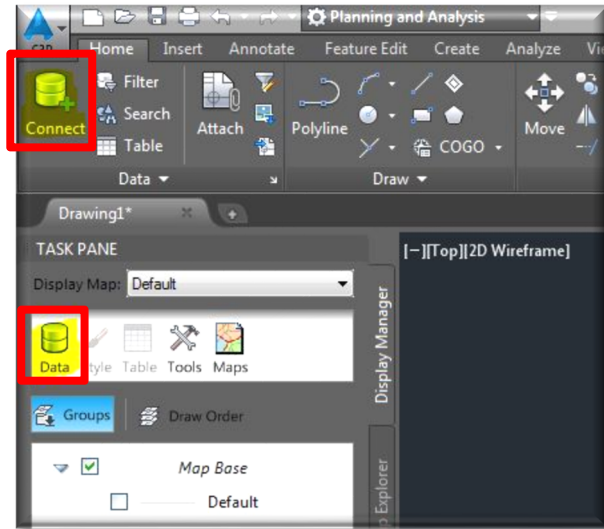 Planning and Analysis
Home Insert Annotate Feature Edit Create Analyze
Connect
Filter
Search
Table
Attach
Polyline
COGO
Move
Data
Draw
Drawing1*
TASK PANE
Display Map: Default
Data Style Table Tools Maps
Groups
Draw Order
Map Base
Default
Display Manager
Explorer
[−][Top][2D Wireframe]